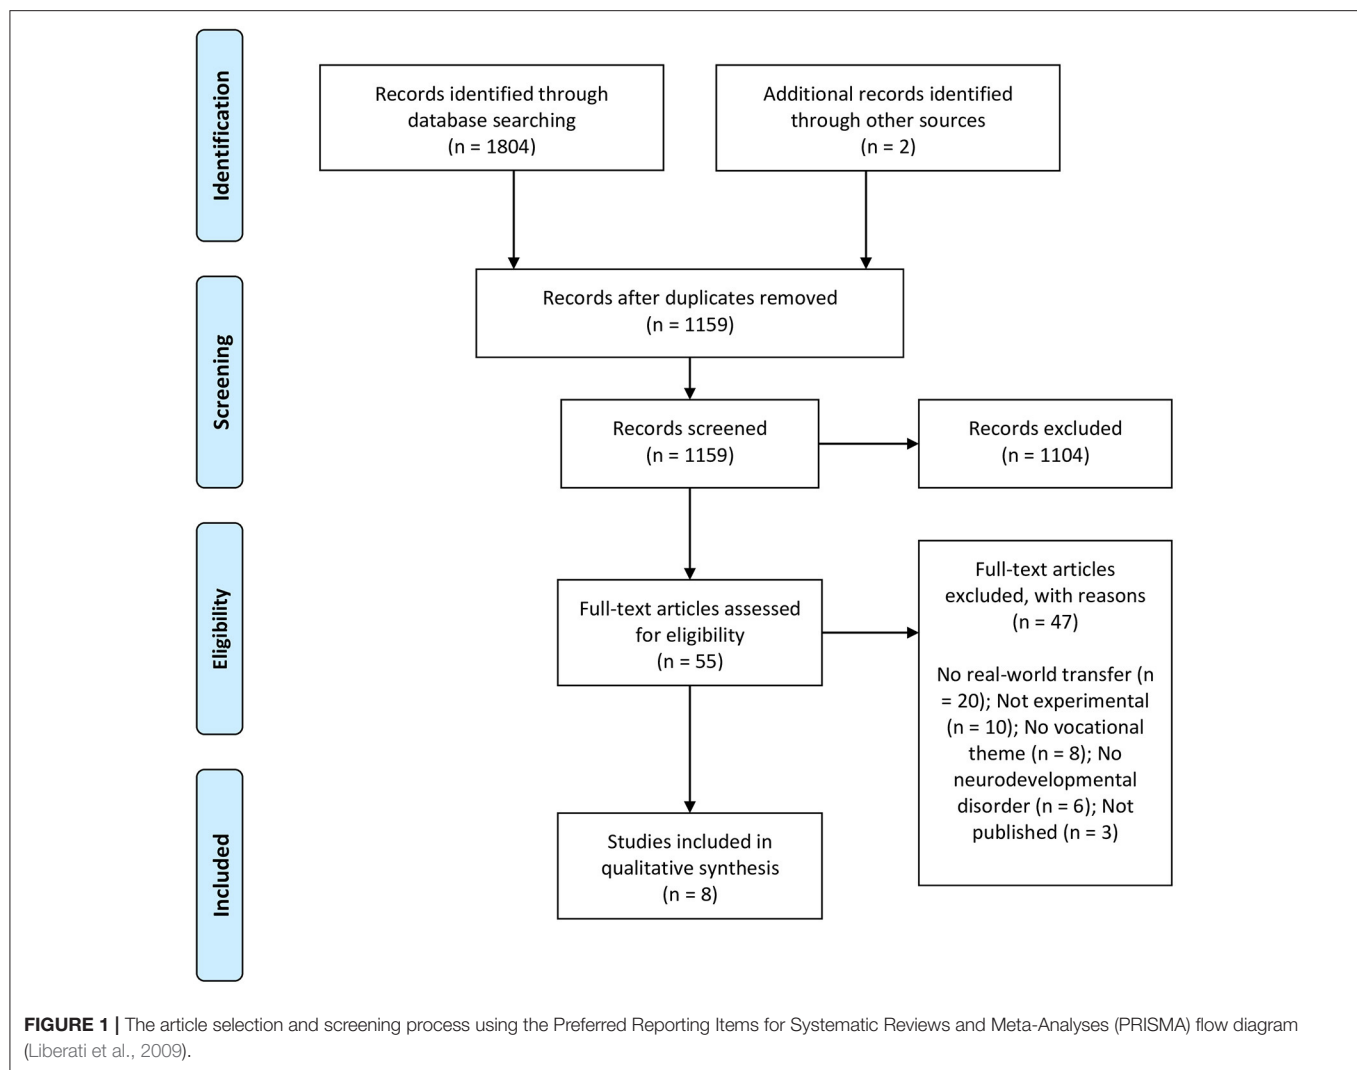 Identification
Records identified through
database searching
(n = 1804)
Additional records identified
through other sources
(n = 2)
Screening
Records after duplicates removed
(n = 1159)
Records screened
(n = 1159)
Records excluded
(n = 1104)
Eligibility
Full-text articles assessed
for eligibility
(n = 55)
Full-text articles
excluded, with reasons
(n = 47)
No real-world transfer (n
= 20); Not experimental
(n = 10); No vocational
theme (n = 8); No
neurodevelopmental
disorder (n = 6); Not
published (n = 3)
Included
Studies included in
qualitative synthesis
(n = 8)
FIGURE 1 | The article selection and screening process using the Preferred Reporting Items for Systematic Reviews and Meta-Analyses (PRISMA) flow diagram
(Liberati et al., 2009).